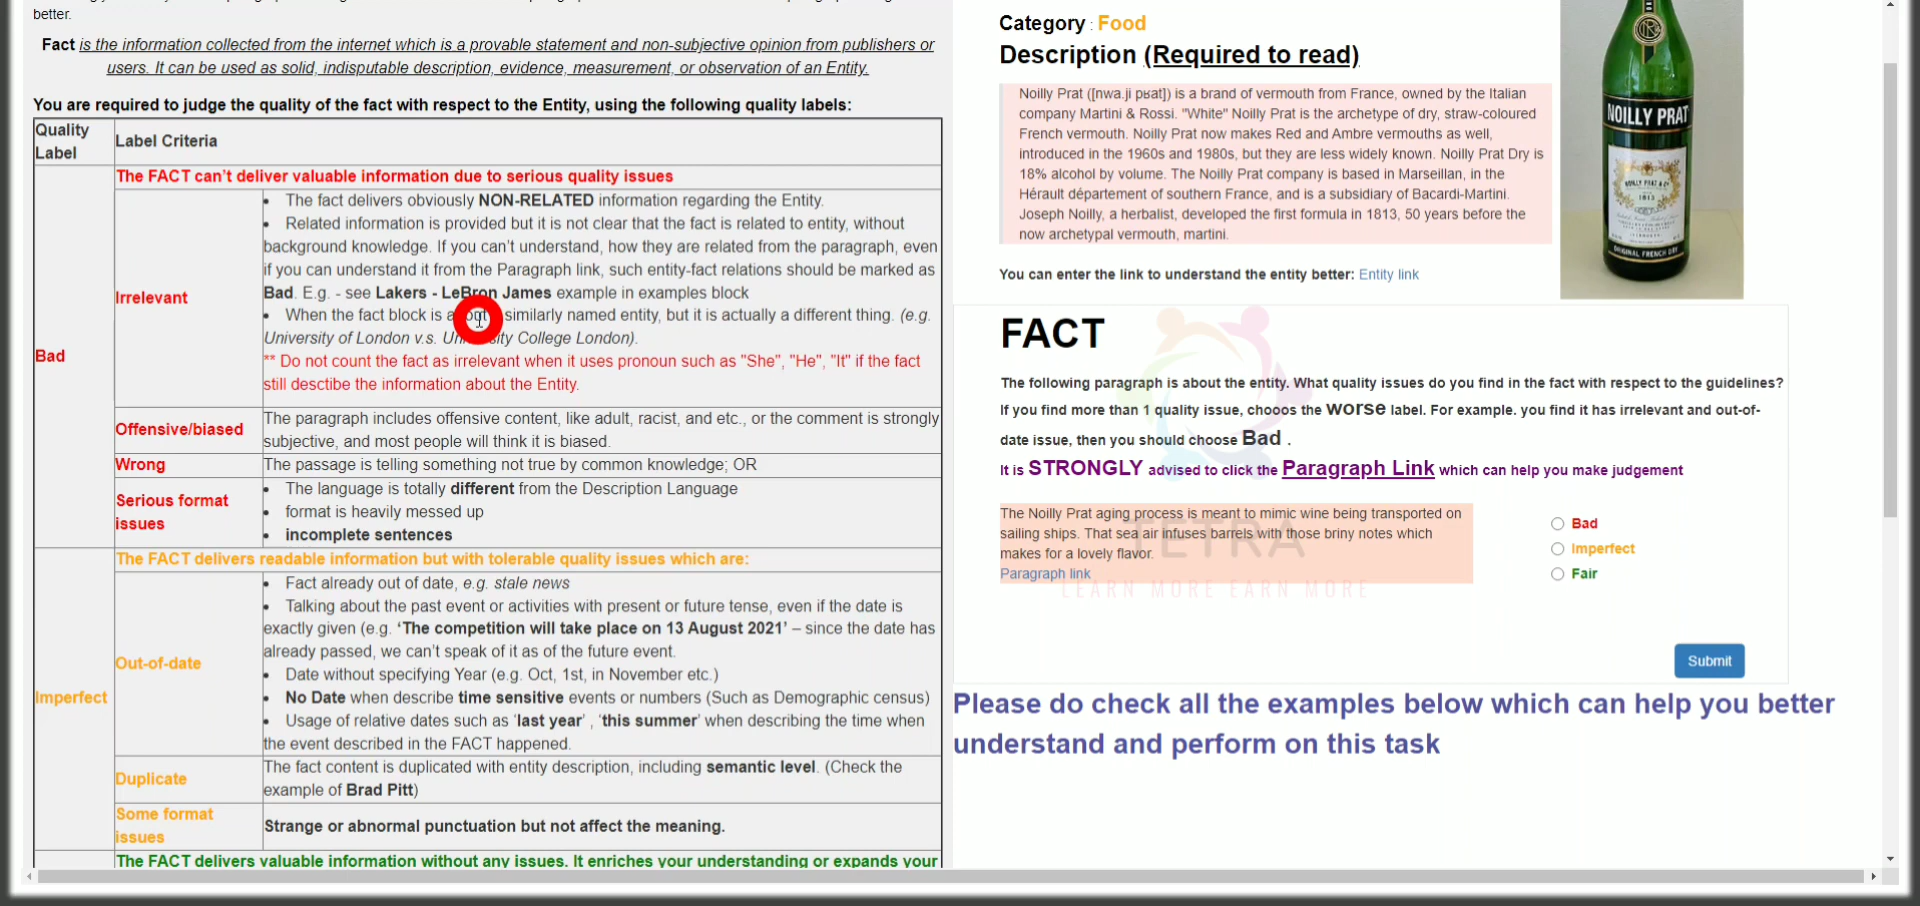 better.
Fact is the information collected from the internet which is a provable statement and non-subjective opinion from publishers or
users. It can be used as solid, indisputable description, evidence, measurement, or observation of an Entity.
You are required to judge the quality of the fact with respect to the Entity, using the following quality labels:
Quality
Label
Label Criteria
Bad
The FACT can't deliver valuable information due to serious quality issues
Irrelevant
• The fact delivers obviously NON-RELATED information regarding the Entity.
• Related information is provided but it is not clear that the fact is related to entity, without
background knowledge. If you can't understand, how they are related from the paragraph, even
if you can understand it from the Paragraph link, such entity-fact relations should be marked as
Bad. E.g. - see Lakers - LeBron James example in examples block
• When the fact block is similarly named entity, but it is actually a different thing. (e.g.
University of London v.s. University College London).
** Do not count the fact as irrelevant when it uses pronoun such as "She", "He", "It" if the fact
still desctibe the information about the Entity.
Offensive/biased
The paragraph includes offensive content, like adult, racist, and etc., or the comment is strongly
subjective, and most people will think it is biased.
Wrong
The passage is telling something not true by common knowledge; OR
Serious format
issues
• The language is totally different from the Description Language
• format is heavily messed up
• incomplete sentences
Imperfect
The FACT delivers readable information but with tolerable quality issues which are:
Out-of-date
• Fact already out of date, e.g. stale news
• Talking about the past event or activities with present or future tense, even if the date is
exactly given (e.g. 'The competition will take place on 13 August 2021' – since the date has
already passed, we can't speak of it as of the future event.
• Date without specifying Year (e.g. Oct, 1st, in November etc.)
• No Date when describe time sensitive events or numbers (Such as Demographic census)
• Usage of relative dates such as 'last year' , 'this summer' when describing the time when
the event described in the FACT happened.
Duplicate
The fact content is duplicated with entity description, including semantic level. (Check the
example of Brad Pitt)
Some format
issues
Strange or abnormal punctuation but not affect the meaning.
The FACT delivers valuable information without any issues. It enriches your understanding or expands your
Category : Food
Description (Required to read)
Noilly Prat ([nwa.ji pʁat]) is a brand of vermouth from France, owned by the Italian
company Martini & Rossi. "White" Noilly Prat is the archetype of dry, straw-coloured
French vermouth. Noilly Prat now makes Red and Ambre vermouths as well,
introduced in the 1960s and 1980s, but they are less widely known. Noilly Prat Dry is
18% alcohol by volume. The Noilly Prat company is based in Marseillan, in the
Hérault département of southern France, and is a subsidiary of Bacardi-Martini.
Joseph Noilly, a herbalist, developed the first formula in 1813, 50 years before the
now archetypal vermouth, martini.
NOILLY PRAT
NOILLY PRAT & Cº
1813
ORIGINAL FRENCH DRY
You can enter the link to understand the entity better: Entity link
FACT
The following paragraph is about the entity. What quality issues do you find in the fact with respect to the guidelines?
If you find more than 1 quality issue, choos the worse label. For example. you find it has irrelevant and out-of-
date issue, then you should choose Bad .
It is STRONGLY advised to click the Paragraph Link which can help you make judgement
The Noilly Prat aging process is meant to mimic wine being transported on
sailing ships. That sea air infuses barrels with those briny notes which
makes for a lovely flavor.
Paragraph link
Bad
Imperfect
Fair
TETRA
LEARN MORE EARN MORE
Submit
Please do check all the examples below which can help you better
understand and perform on this task